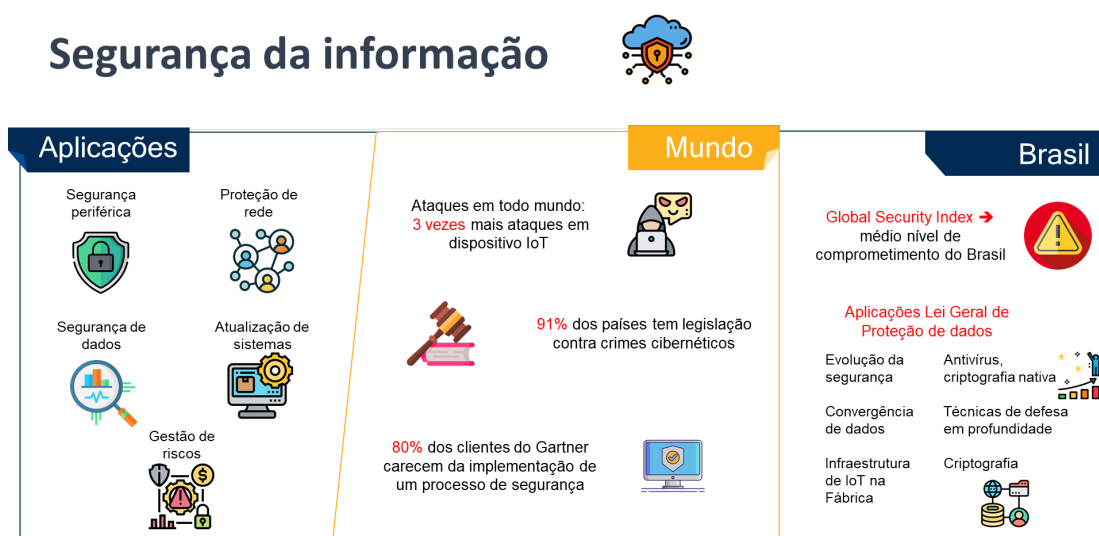 Segurança da informação
Aplicações
Segurança
periférica
Proteção de
rede
Segurança de
dados
Atualização de
sistemas
Gestão de
riscos
Mundo
Ataques em todo mundo:
3 vezes mais ataques em
dispositivo IoT
91% dos países tem legislação
contra crimes cibernéticos
80% dos clientes do Gartner
carecem da implementação de
um processo de segurança
Brasil
Global Security Index ➔
médio nível de
comprometimento do Brasil
Aplicações Lei Geral de
Proteção de dados
Evolução da
segurança
Antivírus,
criptografia nativa
Convergência
de dados
Técnicas de defesa
em profundidade
Infraestrutura
de IoT na
Fábrica
Criptografia